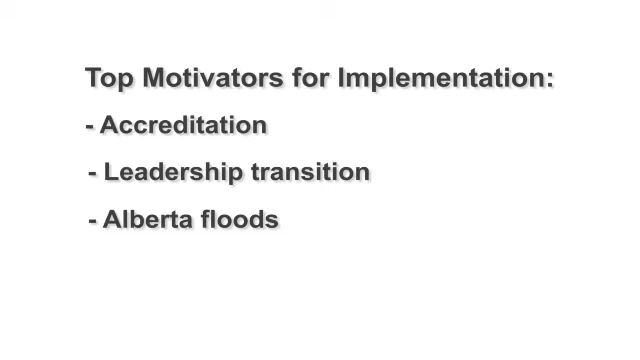 Top Motivators for Implementation:
- Accreditation
- Leadership transition
- Alberta floods